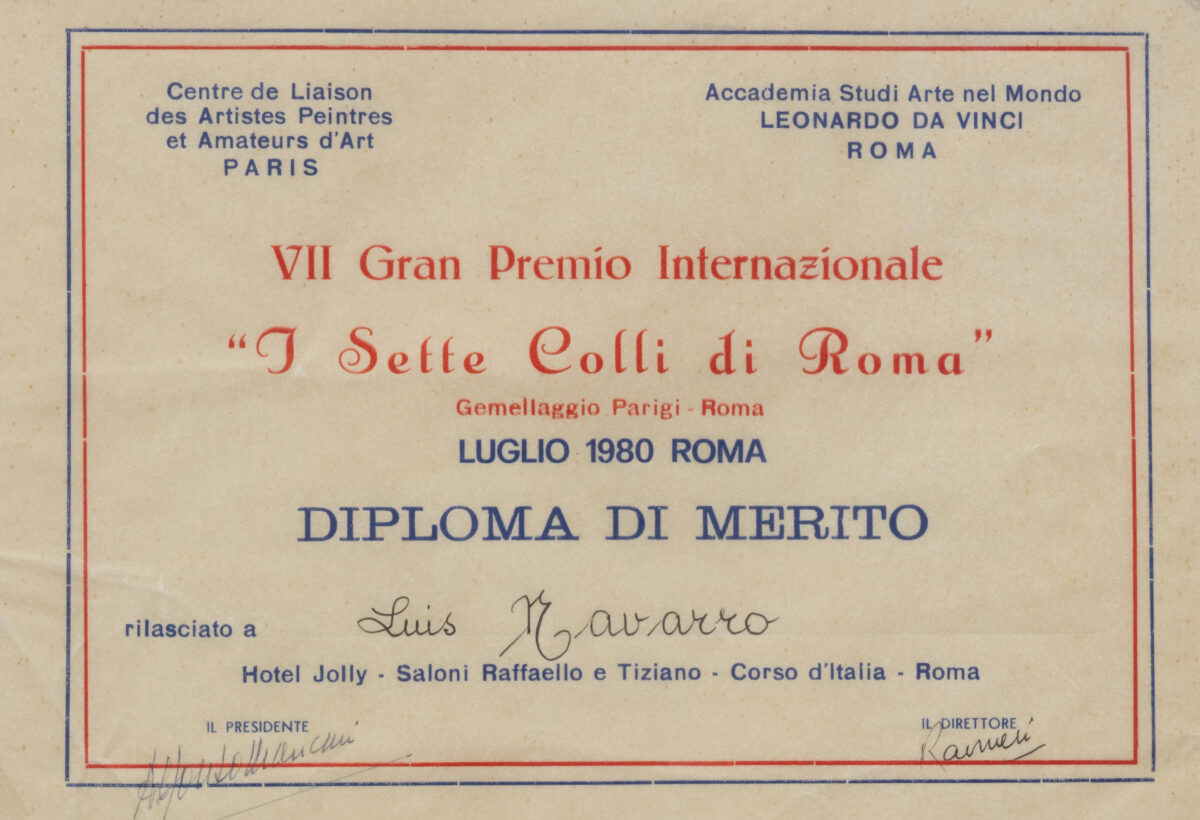 Centre de Liaison
des Artistes Peintres
et Amateurs d'Art
PARIS
Accademia Studi Arte nel Mondo
LEONARDO DA VINCI
ROMA
VII Gran Premio Internazionale
“I Sette Colli di Roma”
Gemellaggio Parigi - Roma
LUGLIO 1980 ROMA
DIPLOMA DI MERITO
rilasciato a Luis Navarro
Hotel Jolly - Saloni Raffaello e Tiziano - Corso d'Italia - Roma
IL PRESIDENTE
IL DIRETTORE